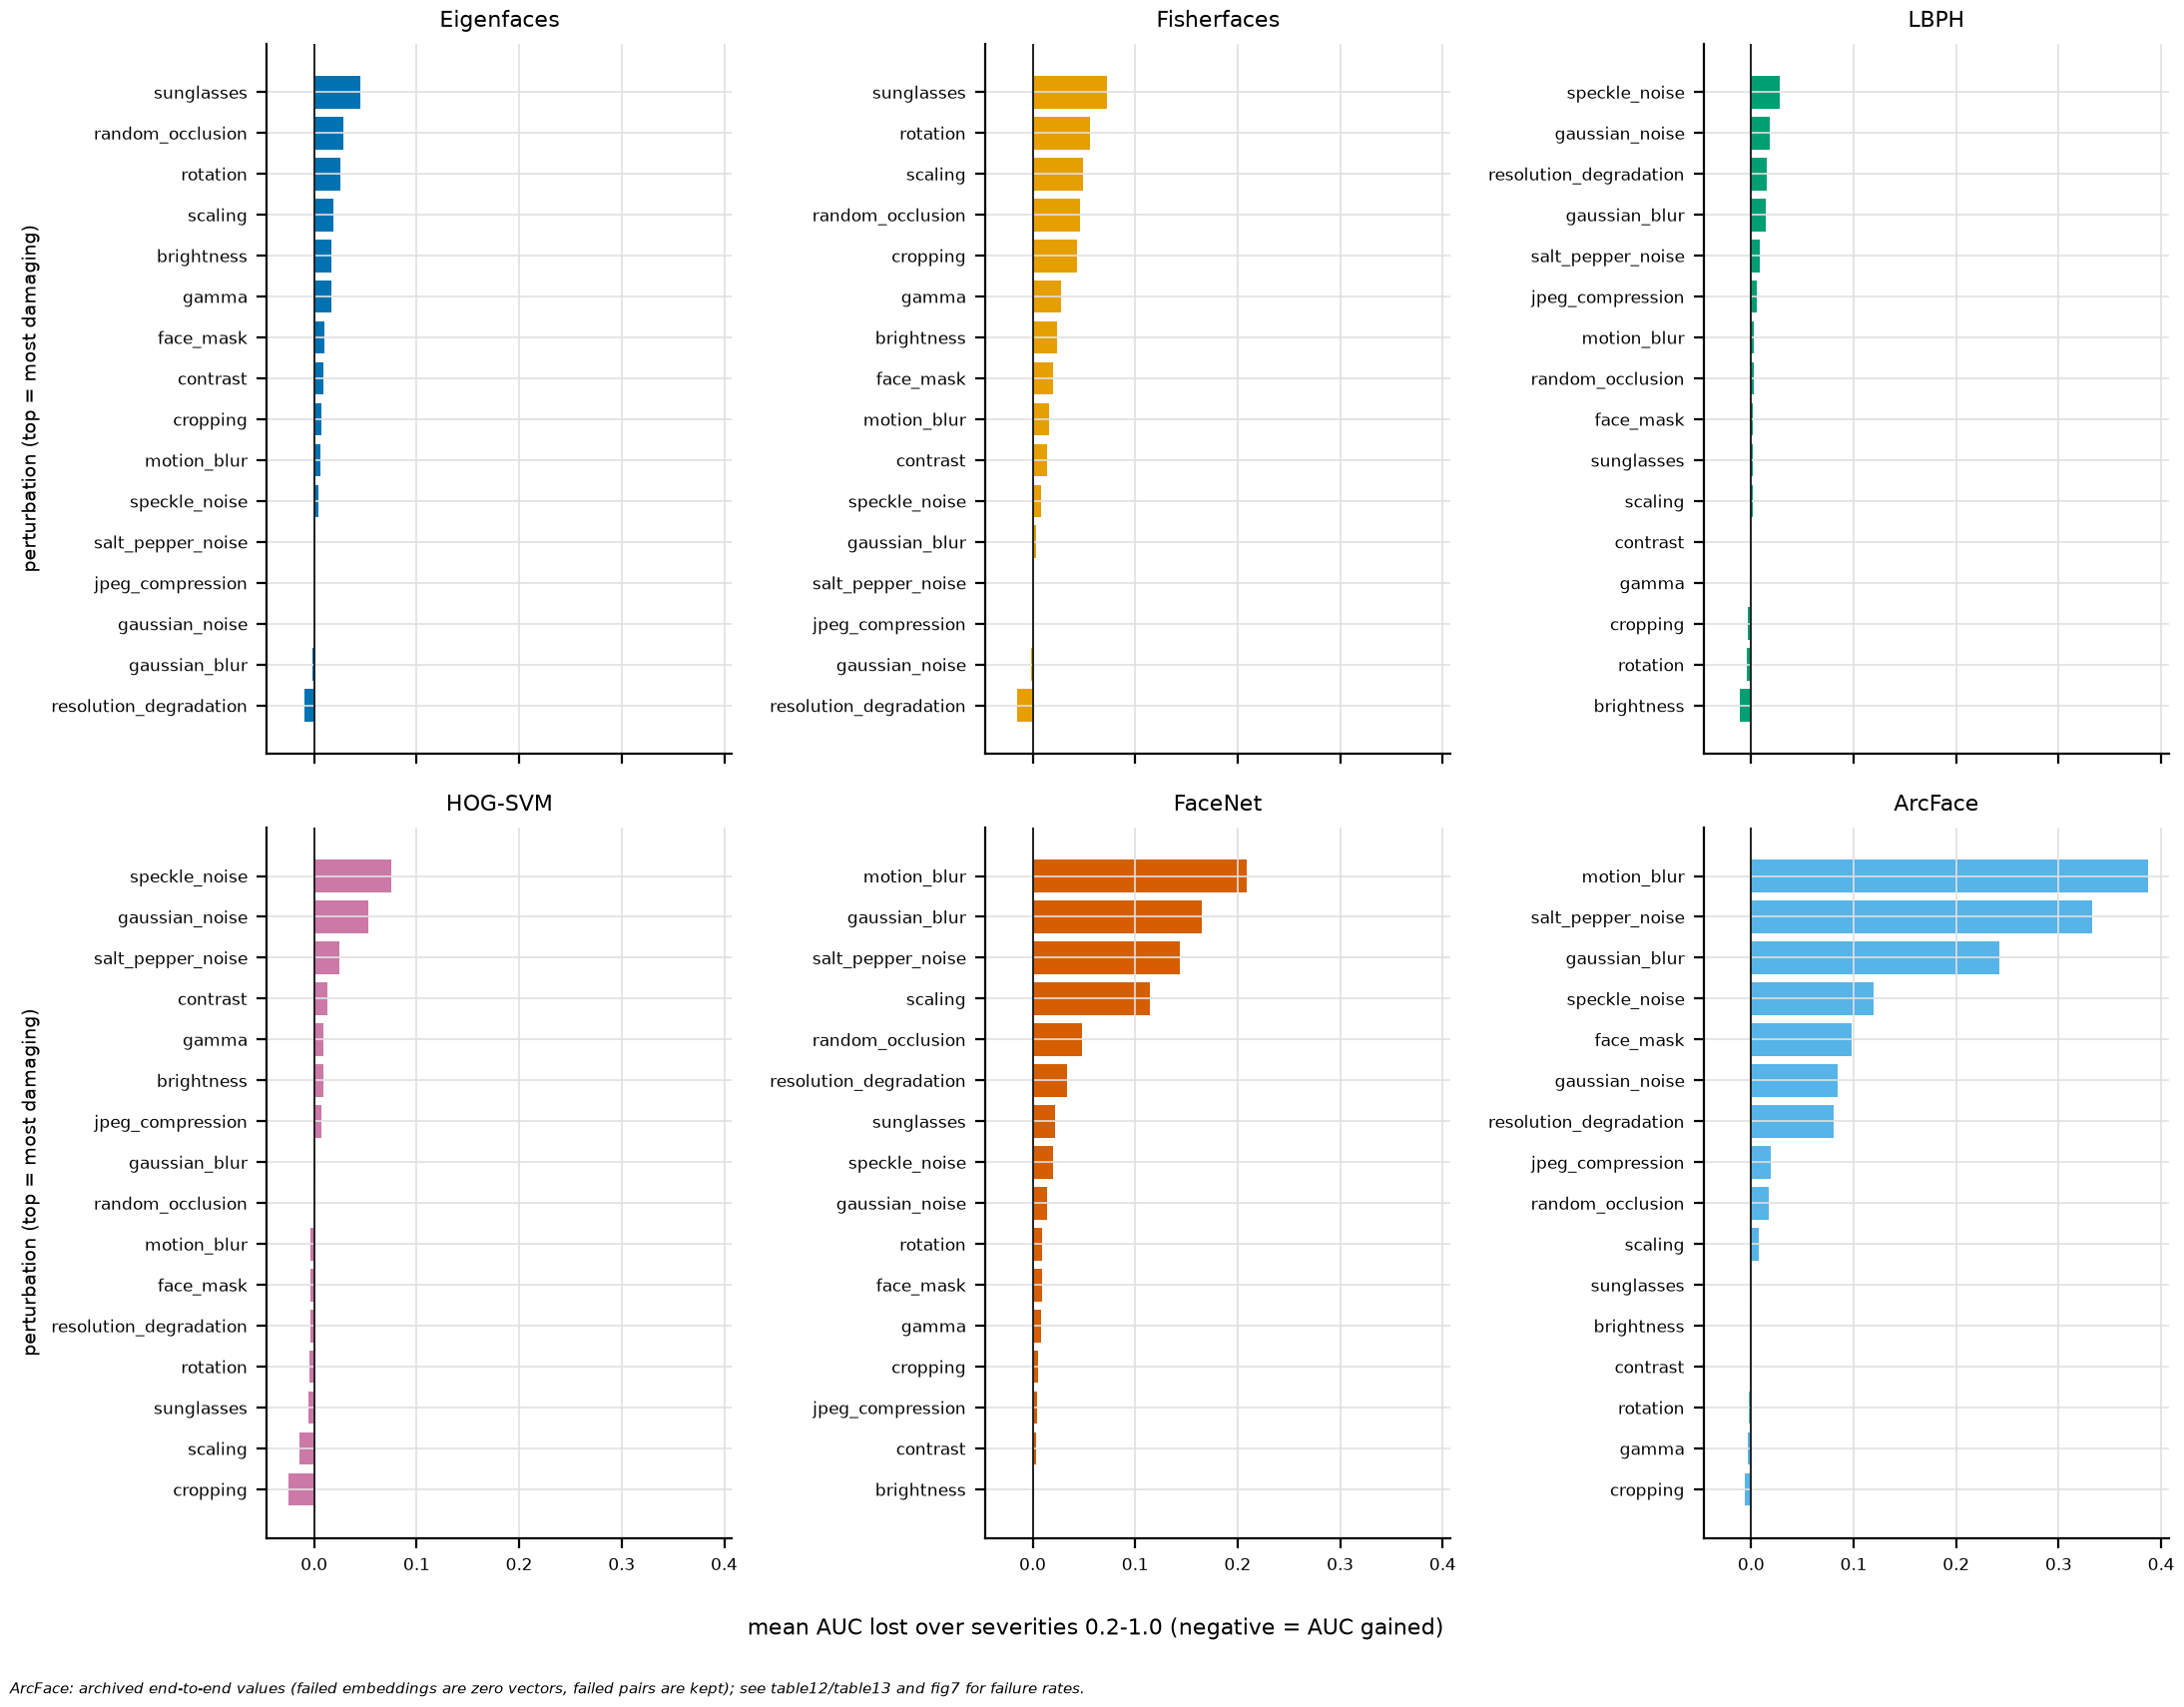 Eigenfaces
perturbation (top = most damaging)
sunglasses
random_occlusion
rotation
scaling
brightness
gamma
face_mask
contrast
cropping
motion_blur
speckle_noise
salt_pepper_noise
jpeg_compression
gaussian_noise
gaussian_blur
resolution_degradation
Fisherfaces
sunglasses
rotation
scaling
random_occlusion
cropping
gamma
brightness
face_mask
motion_blur
contrast
speckle_noise
gaussian_blur
salt_pepper_noise
jpeg_compression
gaussian_noise
resolution_degradation
LBPH
speckle_noise
gaussian_noise
resolution_degradation
gaussian_blur
salt_pepper_noise
jpeg_compression
motion_blur
random_occlusion
face_mask
sunglasses
scaling
contrast
gamma
cropping
rotation
brightness
HOG-SVM
perturbation (top = most damaging)
speckle_noise
gaussian_noise
salt_pepper_noise
contrast
gamma
brightness
jpeg_compression
gaussian_blur
random_occlusion
motion_blur
face_mask
resolution_degradation
rotation
sunglasses
scaling
cropping
0.0 0.1 0.2 0.3 0.4
FaceNet
motion_blur
gaussian_blur
salt_pepper_noise
scaling
random_occlusion
resolution_degradation
sunglasses
speckle_noise
gaussian_noise
rotation
face_mask
gamma
cropping
jpeg_compression
contrast
brightness
0.0 0.1 0.2 0.3 0.4
ArcFace
motion_blur
salt_pepper_noise
gaussian_blur
speckle_noise
face_mask
gaussian_noise
resolution_degradation
jpeg_compression
random_occlusion
scaling
sunglasses
brightness
contrast
rotation
gamma
cropping
0.0 0.1 0.2 0.3 0.4
mean AUC lost over severities 0.2-1.0 (negative = AUC gained)
ArcFace: archived end-to-end values (failed embeddings are zero vectors, failed pairs are kept); see table12/table13 and fig7 for failure rates.